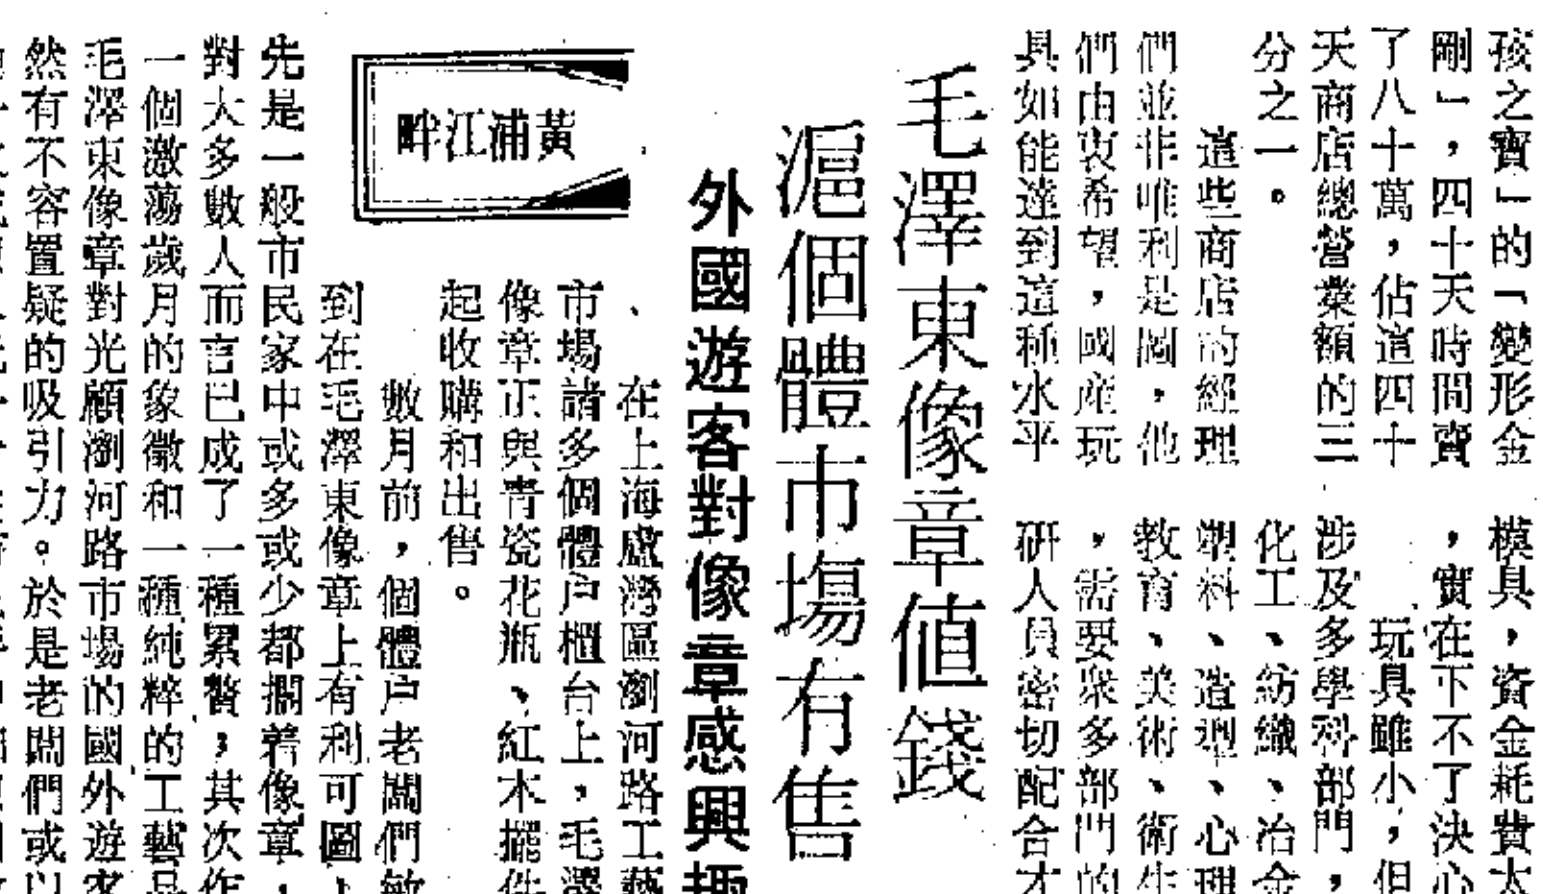 孩之寶」的「變形金
剛」，四十天時間賣
了八十萬，佔這四十
天商店總營業額的三
分之一。
這些商店的經理
們並非唯利是圖，他
們由衷希望，國産玩
具如能達到這種水平
模具，資金耗費太
，實在下不了決心
玩具雖小，但
涉及多學科部門，
化工、紡織、冶金
塑料、造型、心理
教育、美術、衛生
，需要衆多部門的
研人員密切配合才
毛澤東像章值錢
滬個體市場有售
外國遊客對像章感興趣
黃浦江畔
在上海盧灣區瀏河路工藝
市場諸多個體户櫃台上，毛澤
像章正與青瓷花瓶、紅木擺件
起收購和出售。
數月前，個體户老闆們敏
到在毛澤東像章上有利可圖
先是一般市民家中或多或少都擱着像章，
對大多數人而言已成了一種累贅，其次作
一個激蕩歲月的象徵和一種純粹的工藝品
毛澤東像章對光顧瀏河路市場的國外遊客
然有不容置疑的吸引力。於是老闆們或以